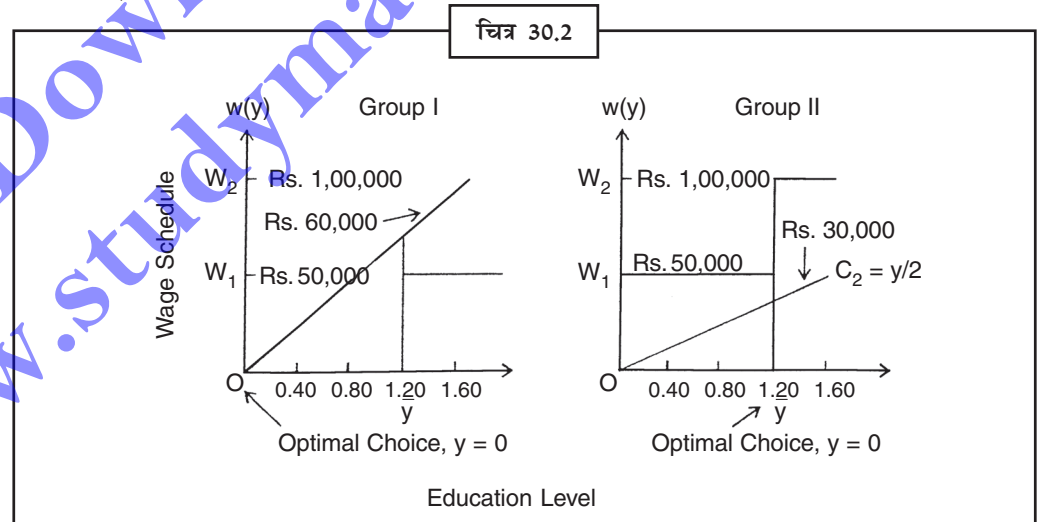 चित्र 30.2
w(y)
Group I
W2
Rs. 1,00,000
Rs. 60,000
W1
Rs. 50,000
Wage Schedule
O
0.40 0.80 1.20 1.60
y
Optimal Choice, y = 0
w(y)
Group II
W2
Rs. 1,00,000
Rs. 30,000
W1
Rs. 50,000
C2 = y/2
O
0.40 0.80 1.20 1.60
y
Optimal Choice, y = 0
Education Level
Dow
w.studyma